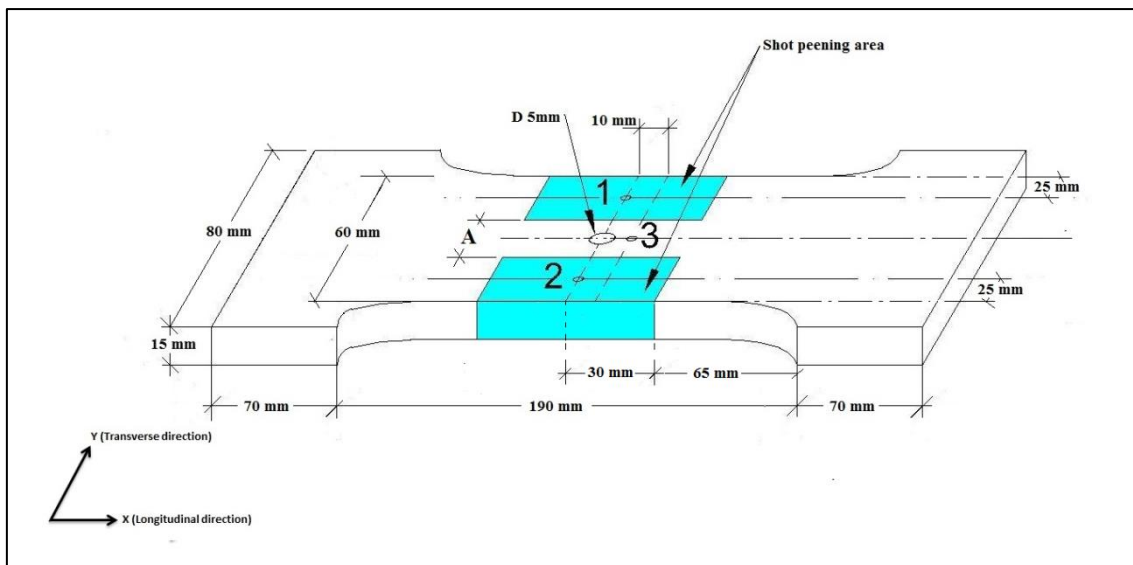 Shot peening area
D 5mm
10 mm
1
25 mm
3
A
80 mm
60 mm
2
25 mm
15 mm
30 mm
65 mm
70 mm
190 mm
70 mm
Y (Transverse direction)
X (Longitudinal direction)